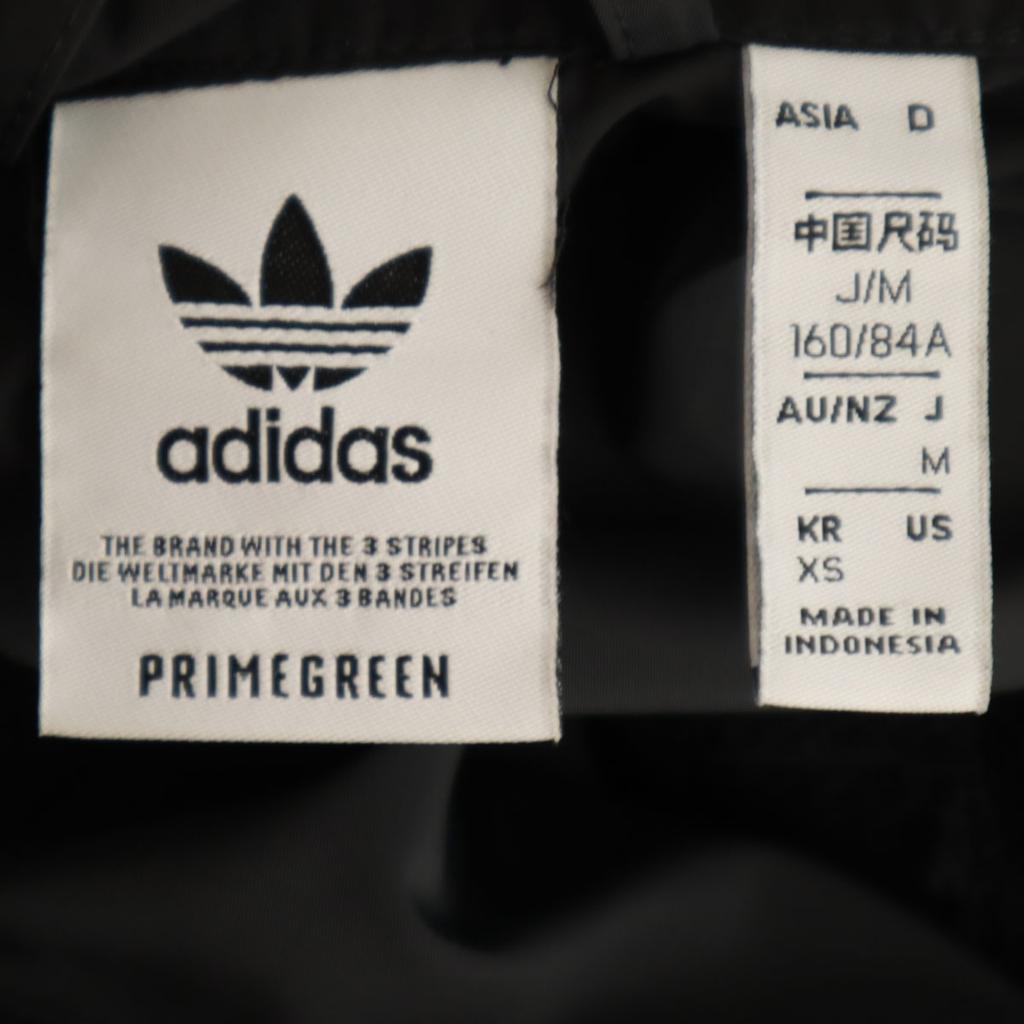 adidas
THE BRAND WITH THE 3 STRIPES
DIE WELTMARKE MIT DEN 3 STREIFEN
LA MARQUE AUX 3 BANDES
PRIMEGREEN
ASIA D
中国尺码
J/M
160/84A
AU/NZ J
M
KR US
XS
MADE IN
INDONESIA